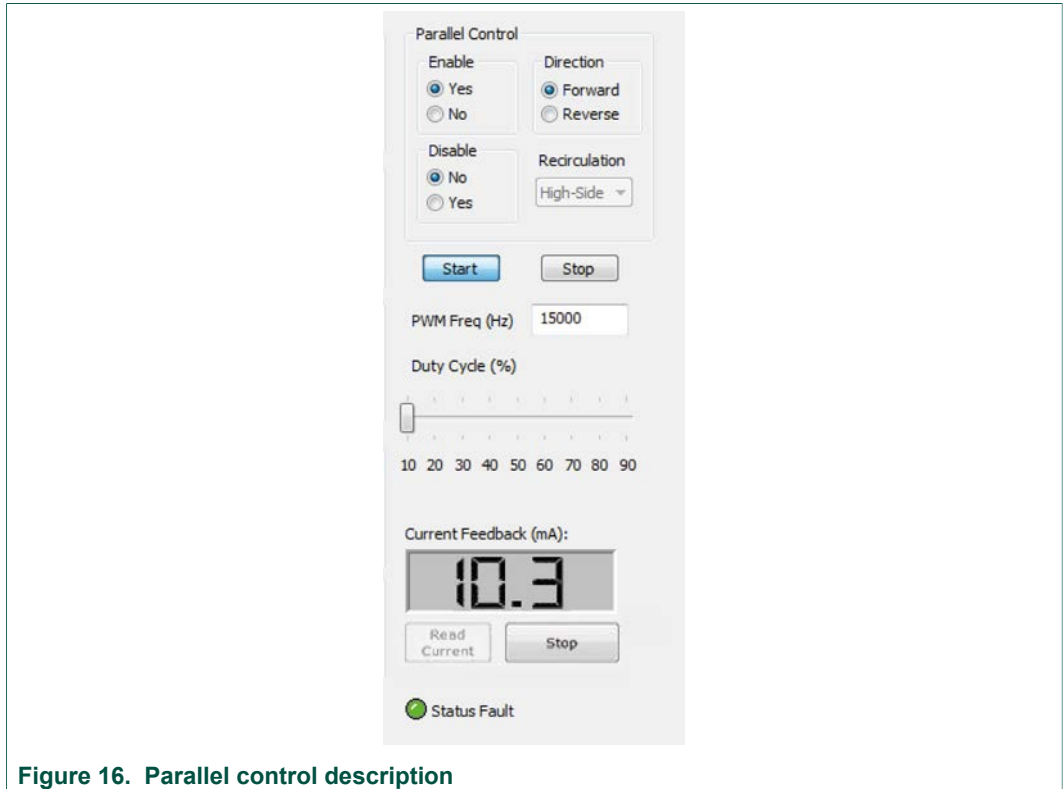 Parallel Control
Enable
Yes
No
Direction
Forward
Reverse
Disable
No
Yes
Recirculation
High-Side
Start
Stop
PWM Freq (Hz)
15000
Duty Cycle (%)
10 20 30 40 50 60 70 80 90
Current Feedback (mA):
10.3
Read
Current
Stop
Status Fault
Figure 16. Parallel control description